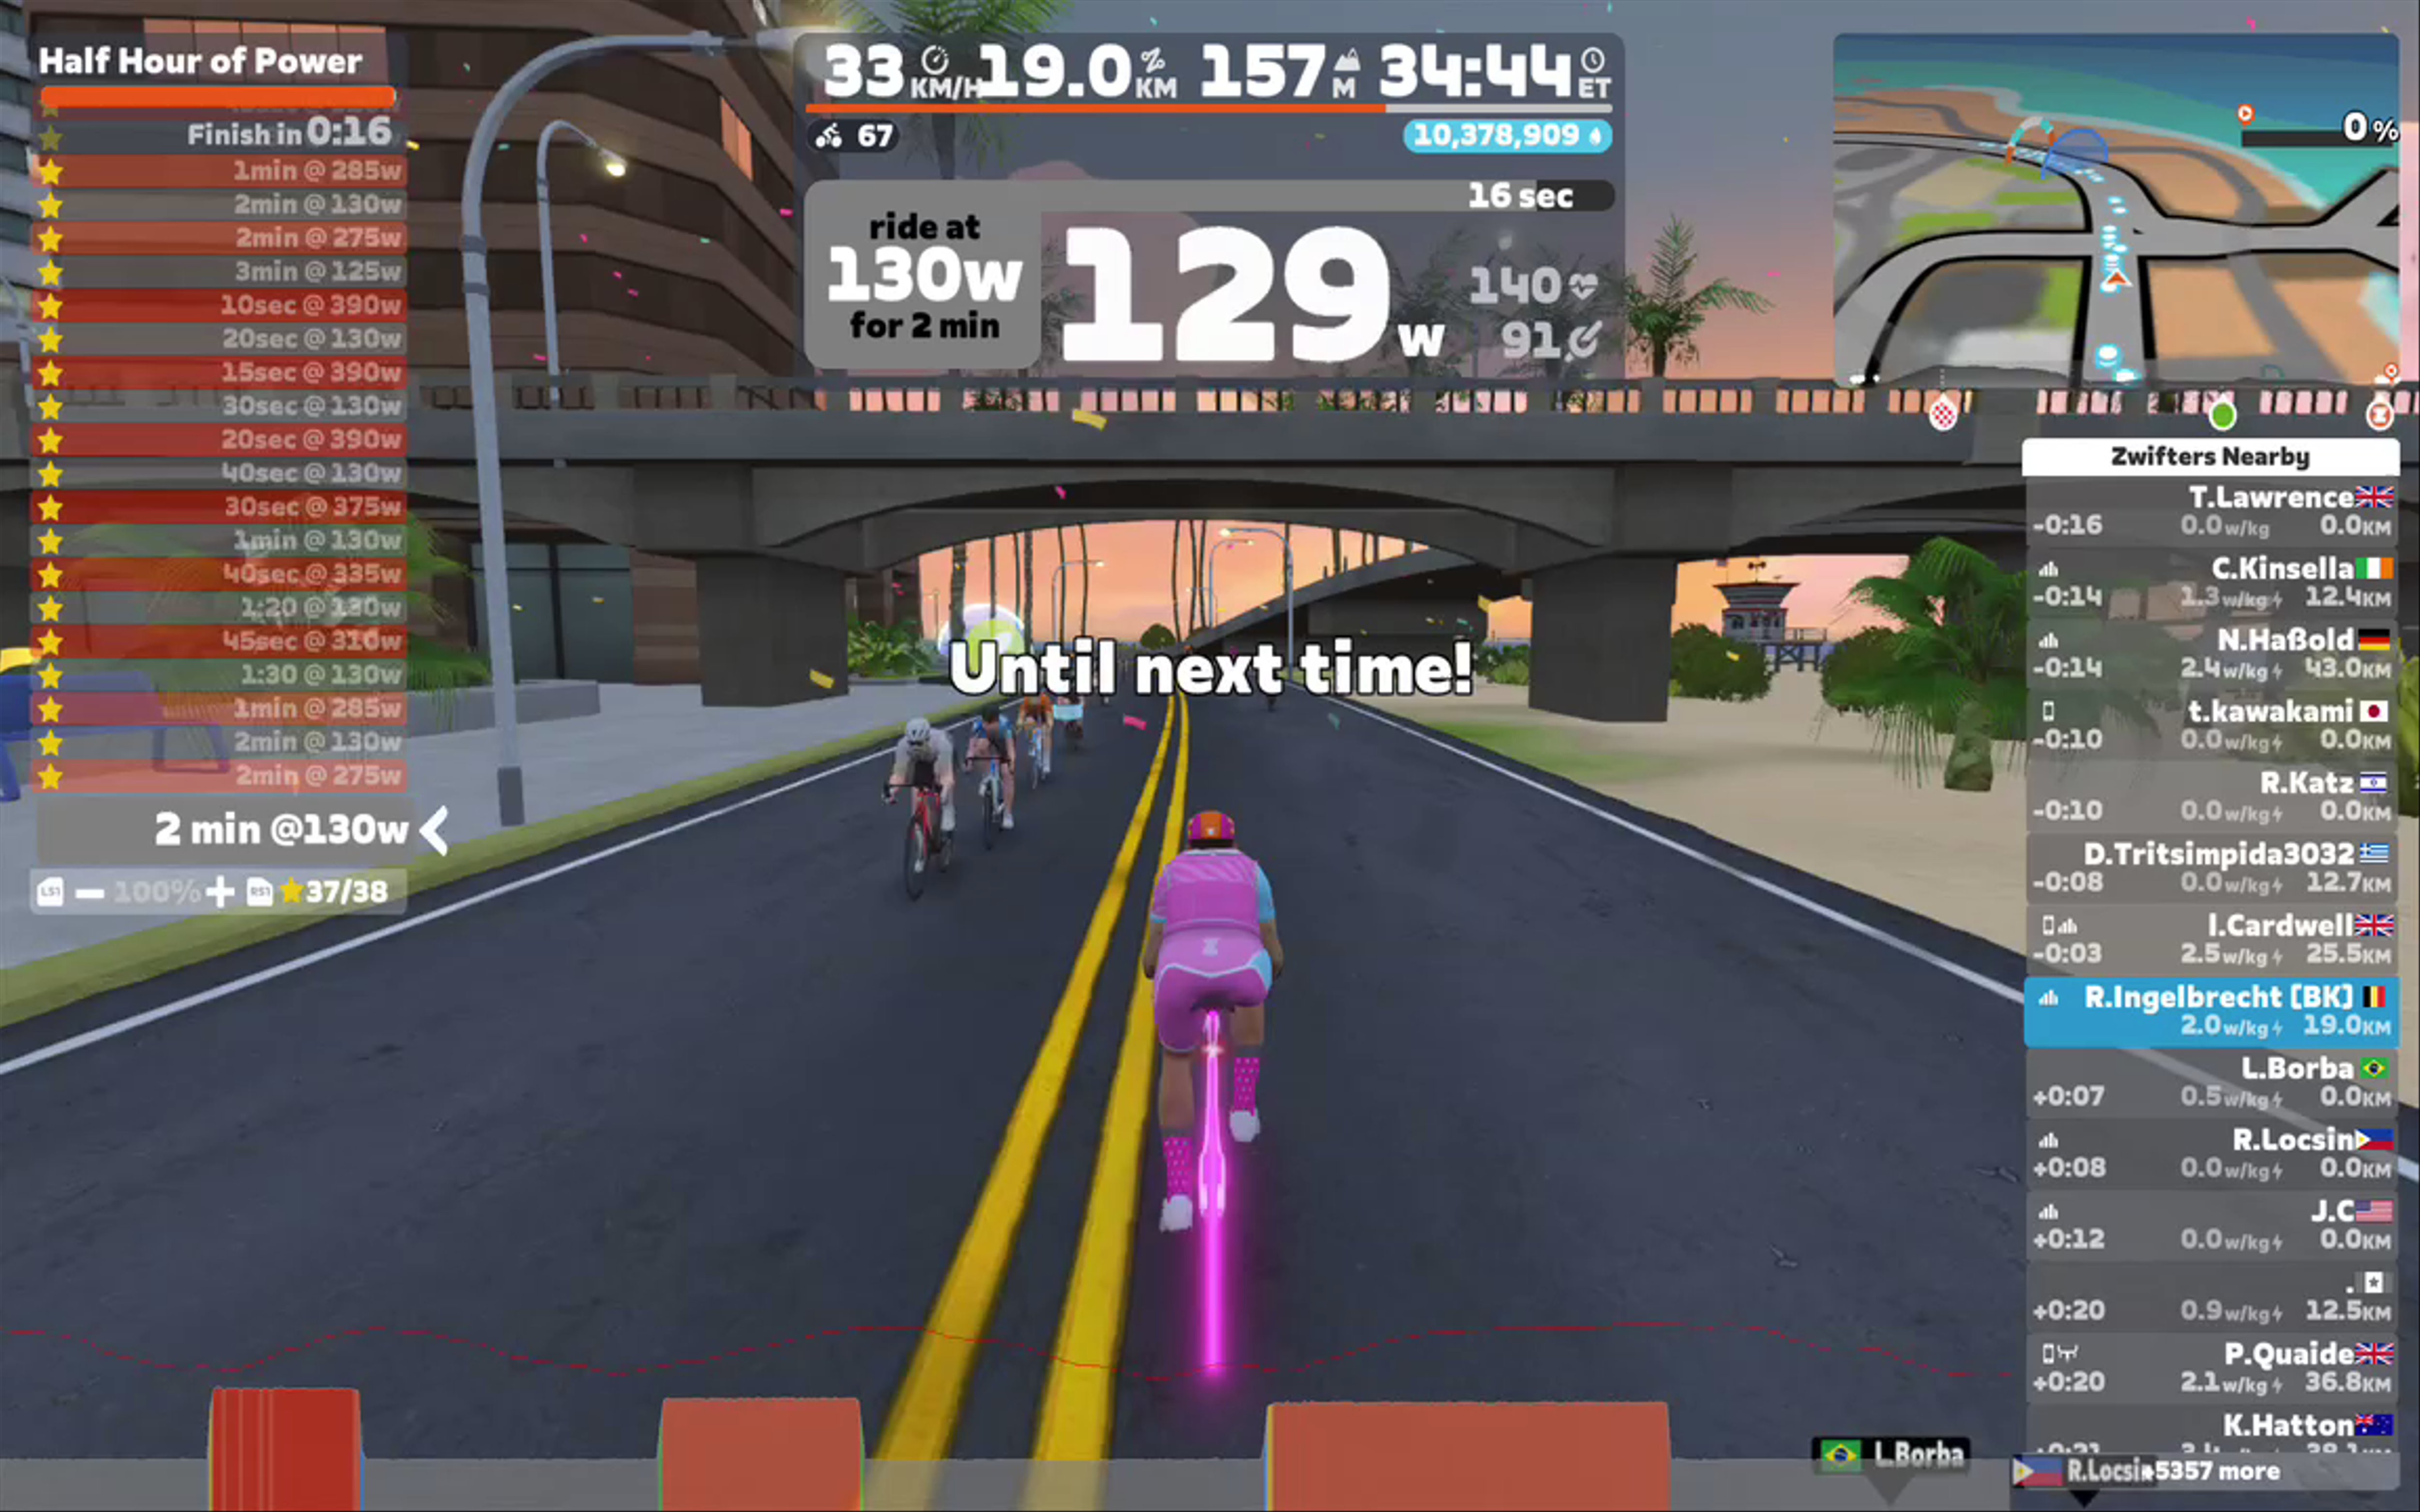 Half Hour of Power
Finish in 0:16
1min @ 285w
2min @ 130w
2min @ 275w
3min @ 125w
10sec @ 390w
20sec @ 130w
15sec @ 390w
30sec @ 130w
20sec @ 390w
40sec @ 130w
30sec @ 375w
1min @ 130w
40sec @ 335w
1:20 @ 130w
45sec @ 310w
1:30 @ 130w
1min @ 285w
2min @ 130w
2min @ 275w
2 min @130w
LS1 − 100% + RS1 37/38
33 KM/H 19.0 KM 157 M 34:44 ET
67 10,378,909
16 sec
ride at
130w
for 2 min
129 w
140
91
Until next time!
0 %
Zwifters Nearby
T.Lawrence
-0:16 0.0w/kg 0.0KM
C.Kinsella
-0:14 1.3w/kg 12.4KM
N.Haßold
-0:14 2.4w/kg 43.0KM
t.kawakami
-0:10 0.0w/kg 0.0KM
R.Katz
-0:10 0.0w/kg 0.0KM
D.Tritsimpida3032
-0:08 0.0w/kg 12.7KM
I.Cardwell
-0:03 2.5w/kg 25.5KM
R.Ingelbrecht [BK]
2.0w/kg 19.0KM
L.Borba
+0:07 0.5w/kg 0.0KM
R.Locsin
+0:08 0.0w/kg 0.0KM
J.C
+0:12 0.0w/kg 0.0KM
.
+0:20 0.9w/kg 12.5KM
P.Quaide
+0:20 2.1w/kg 36.8KM
K.Hatton
+5357 more
L.Borba
R.Locsin